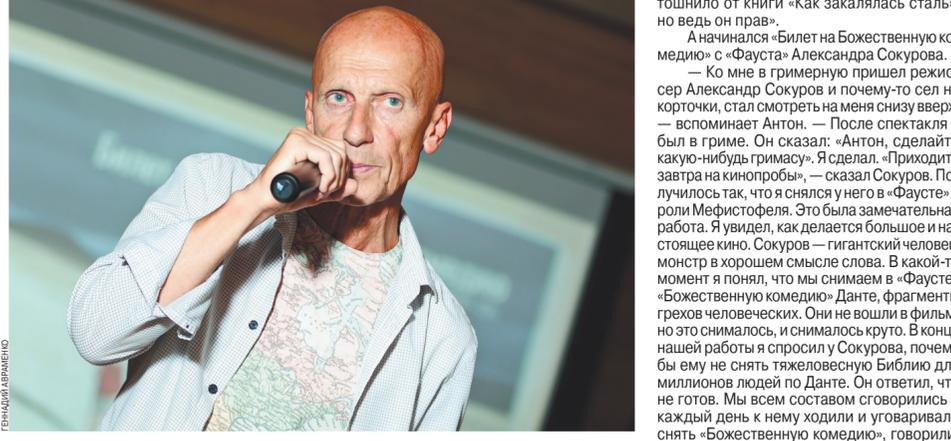 ГЕННАДИЙ АВРАМЕНКО
тошнило от книги «Как закалялась сталь»
но ведь он прав».
А начинался «Билет на Божественную ко
медию» с «Фауста» Александра Сокурова.
— Ко мне в гримерную пришел режис
сер Александр Сокуров и почему-то сел н
корточки, стал смотреть на меня снизу вверх
— вспоминает Антон. — После спектакля
был в гриме. Он сказал: «Антон, сделайт
какую-нибудь гримасу». Я сделал. «Приходит
завтра на кинопробы», — сказал Сокуров. По
лучилось так, что я снялся у него в «Фаусте»
роли Мефистофеля. Это была замечательна
работа. Я увидел, как делается большое и на
стоящее кино. Сокуров — гигантский человек
монстр в хорошем смысле слова. В какой-т
момент я понял, что мы снимаем в «Фаусте
«Божественную комедию» Данте, фрагменты
грехов человеческих. Они не вошли в фильм
но это снималось, и снималось круто. В конц
нашей работы я спросил у Сокурова, почем
бы ему не снять тяжеловесную Библию дл
миллионов людей по Данте. Он ответил, чт
не готов. Мы всем составом сговорились
каждый день к нему ходили и уговаривал
снять «Божественную комедию», говорили